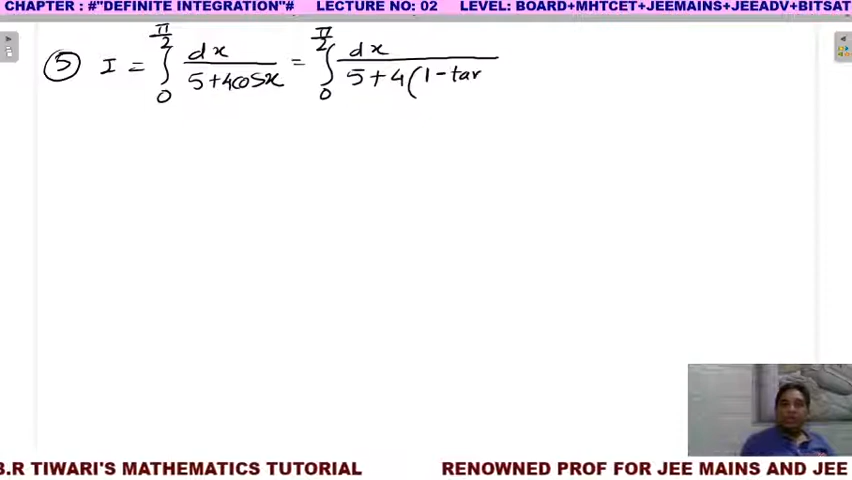 CHAPTER : #"DEFINITE INTEGRATION"# LECTURE NO: 02 LEVEL: BOARD+MHTCET+JEEMAINS+JEEADV+BITSAT
⑤ I = ∫₀^{π/2} dx / (5+4cosx) = ∫₀^{π/2} dx / 5+4(1-tan
B.R TIWARI'S MATHEMATICS TUTORIAL RENOWNED PROF FOR JEE MAINS AND JEE